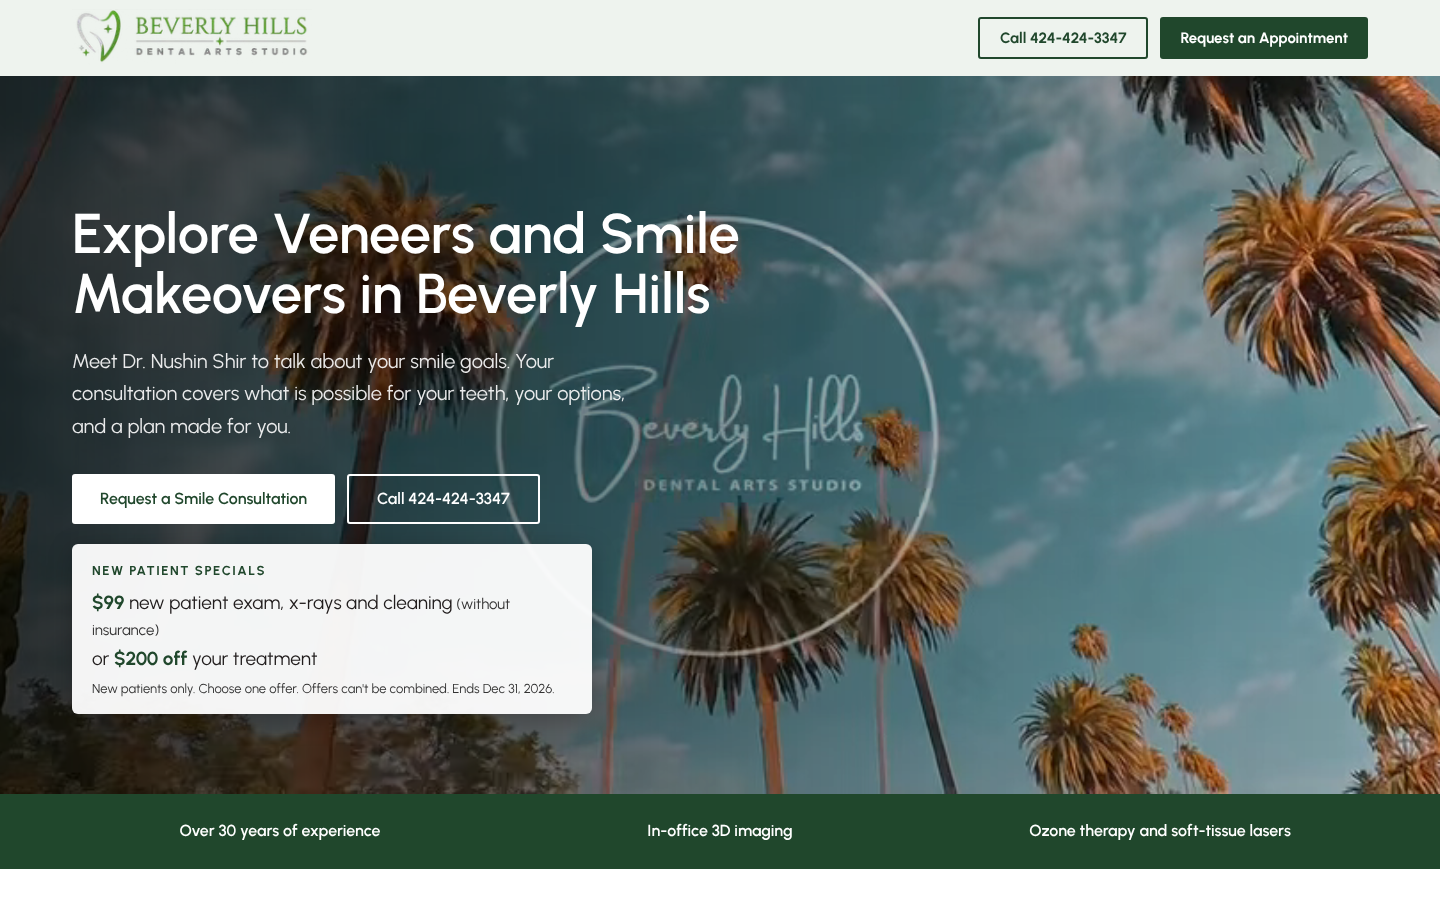 BEVERLY HILLS
DENTAL ARTS STUDIO
Call 424-424-3347
Request an Appointment
Explore Veneers and Smile
Makeovers in Beverly Hills
Meet Dr. Nushin Shir to talk about your smile goals. Your
consultation covers what is possible for your teeth, your options,
and a plan made for you.
Beverly Hills
DENTAL ARTS STUDIO
Request a Smile Consultation
Call 424-424-3347
NEW PATIENT SPECIALS
$99 new patient exam, x-rays and cleaning (without
insurance)
or $200 off your treatment
New patients only. Choose one offer. Offers can't be combined. Ends Dec 31, 2026.
Over 30 years of experience
In-office 3D imaging
Ozone therapy and soft-tissue lasers